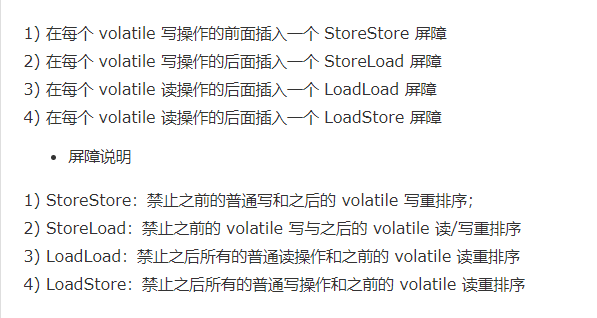 1) 在每个 volatile 写操作的前面插入一个 StoreStore 屏障
2) 在每个 volatile 写操作的后面插入一个 StoreLoad 屏障
3) 在每个 volatile 读操作的后面插入一个 LoadLoad 屏障
4) 在每个 volatile 读操作的后面插入一个 LoadStore 屏障
• 屏障说明
1) StoreStore：禁止之前的普通写和之后的 volatile 写重排序；
2) StoreLoad：禁止之前的 volatile 写与之后的 volatile 读/写重排序
3) LoadLoad：禁止之后所有的普通读操作和之前的 volatile 读重排序
4) LoadStore：禁止之后所有的普通写操作和之前的 volatile 读重排序